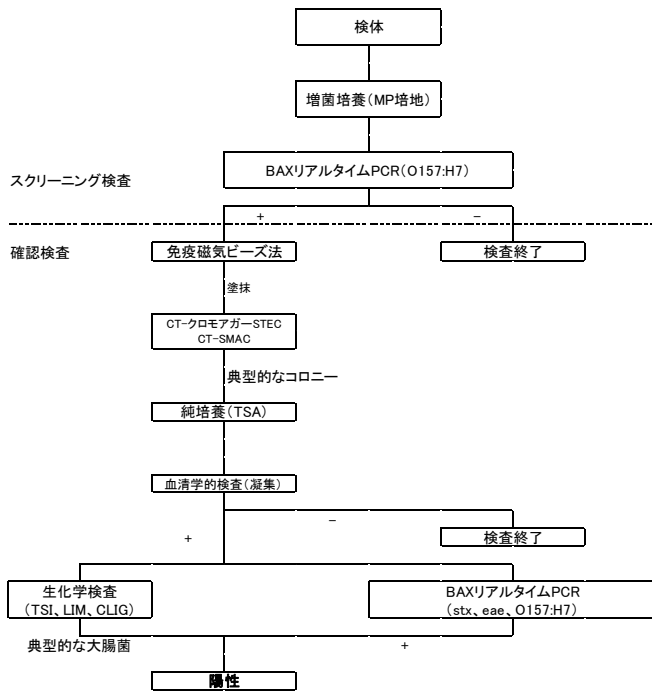 検体
増菌培養(MP培地)
BAXリアルタイムPCR(O157:H7)
スクリーニング検査
+
−
確認検査
免疫磁気ビーズ法
検査終了
塗抹
CT-クロモアガーSTEC
CT-SMAC
典型的なコロニー
純培養(TSA)
血清学的検査(凝集)
−
+
検査終了
生化学検査
(TSI、LIM、CLIG)
BAXリアルタイムPCR
(stx、eae、O157:H7)
典型的な大腸菌
+
陽性